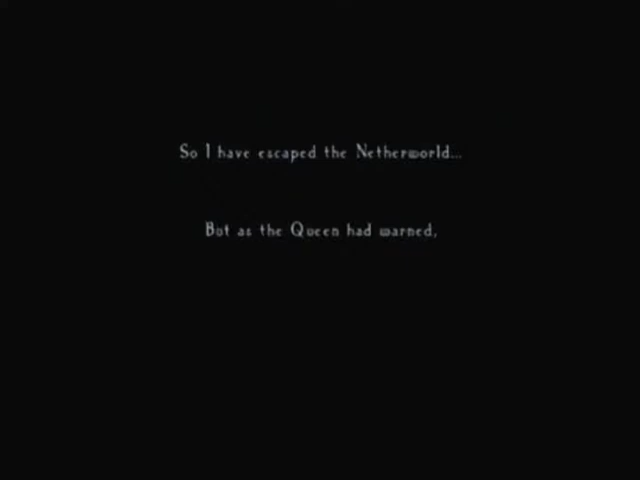 So I have escaped the Netherworld...
But as the Queen had warned,